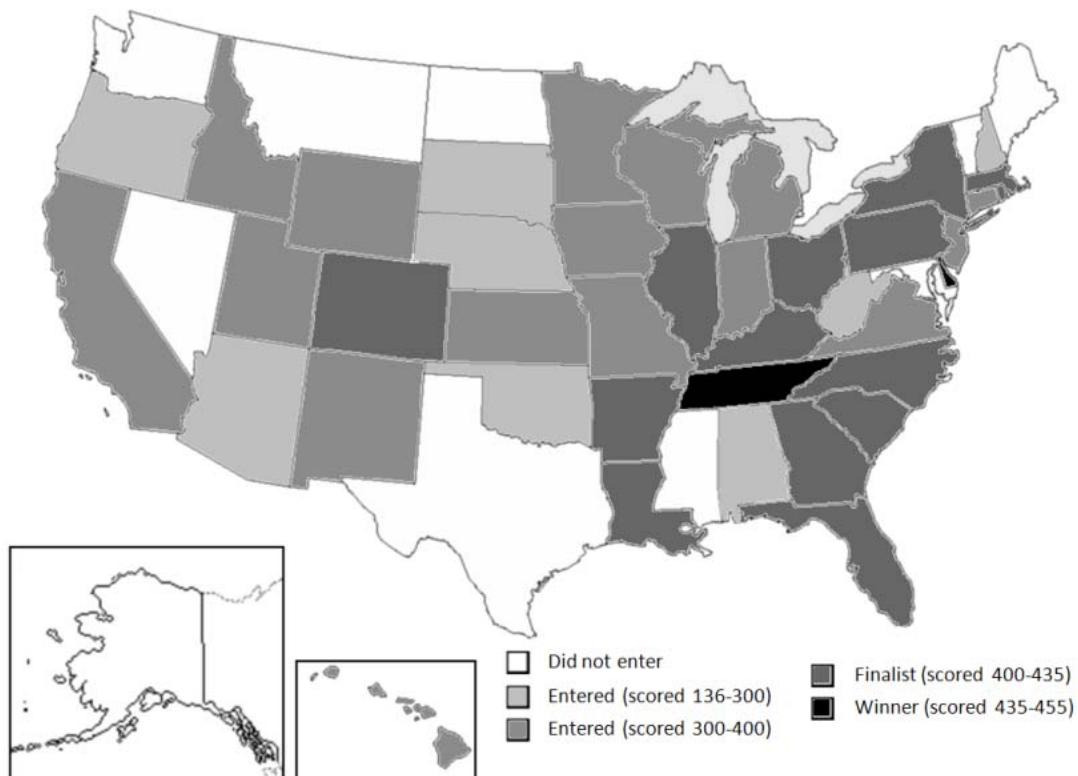 Did not enter
Entered (scored 136-300)
Entered (scored 300-400)
Finalist (scored 400-435)
Winner (scored 435-455)